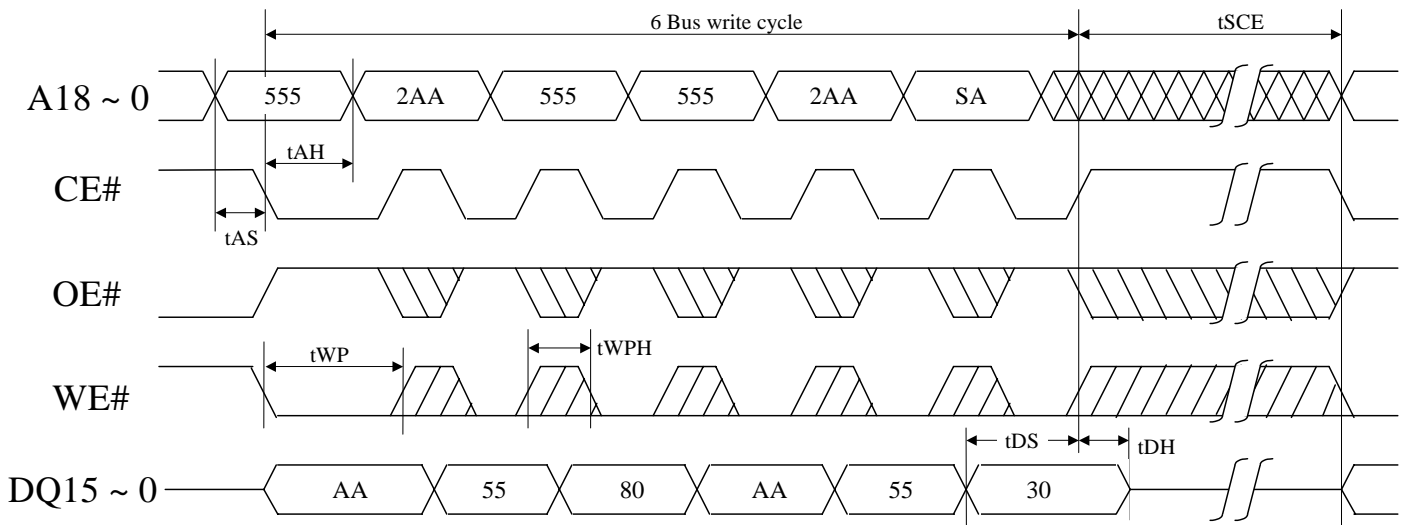 6 Bus write cycle tSCE
A18 ~ 0 555 2AA 555 555 2AA SA
tAH
CE#
tAS
OE#
tWP tWPH
WE#
tDS tDH
DQ15 ~ 0 AA 55 80 AA 55 30